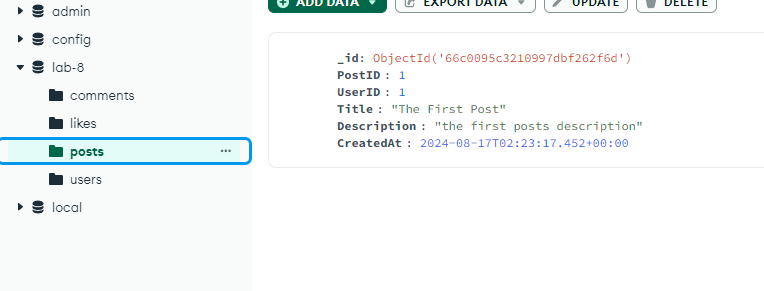 admin
config
lab-8
comments
likes
posts
users
local
ADD DATA
EXPORT DATA
UPDATE
DELETE
_id: ObjectId('66c0095c3210997dbf262f6d')
PostID : 1
UserID : 1
Title : "The First Post"
Description : "the first posts description"
CreatedAt : 2024-08-17T02:23:17.452+00:00